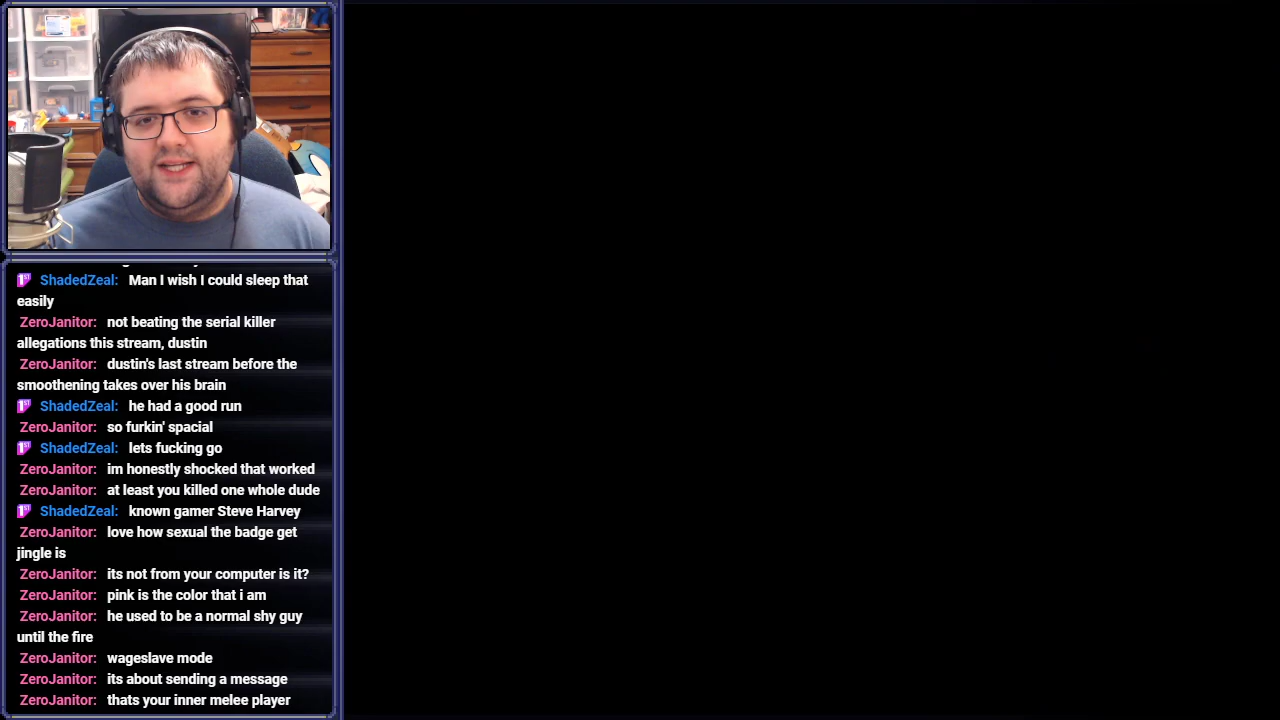 ShadedZeal: Man I wish I could sleep that
easily
ZeroJanitor: not beating the serial killer
allegations this stream, dustin
ZeroJanitor: dustin's last stream before the
smoothening takes over his brain
ShadedZeal: he had a good run
ZeroJanitor: so furkin' spacial
ShadedZeal: lets fucking go
ZeroJanitor: im honestly shocked that worked
ZeroJanitor: at least you killed one whole dude
ShadedZeal: known gamer Steve Harvey
ZeroJanitor: love how sexual the badge get
jingle is
ZeroJanitor: its not from your computer is it?
ZeroJanitor: pink is the color that i am
ZeroJanitor: he used to be a normal shy guy
until the fire
ZeroJanitor: wageslave mode
ZeroJanitor: its about sending a message
ZeroJanitor: thats your inner melee player